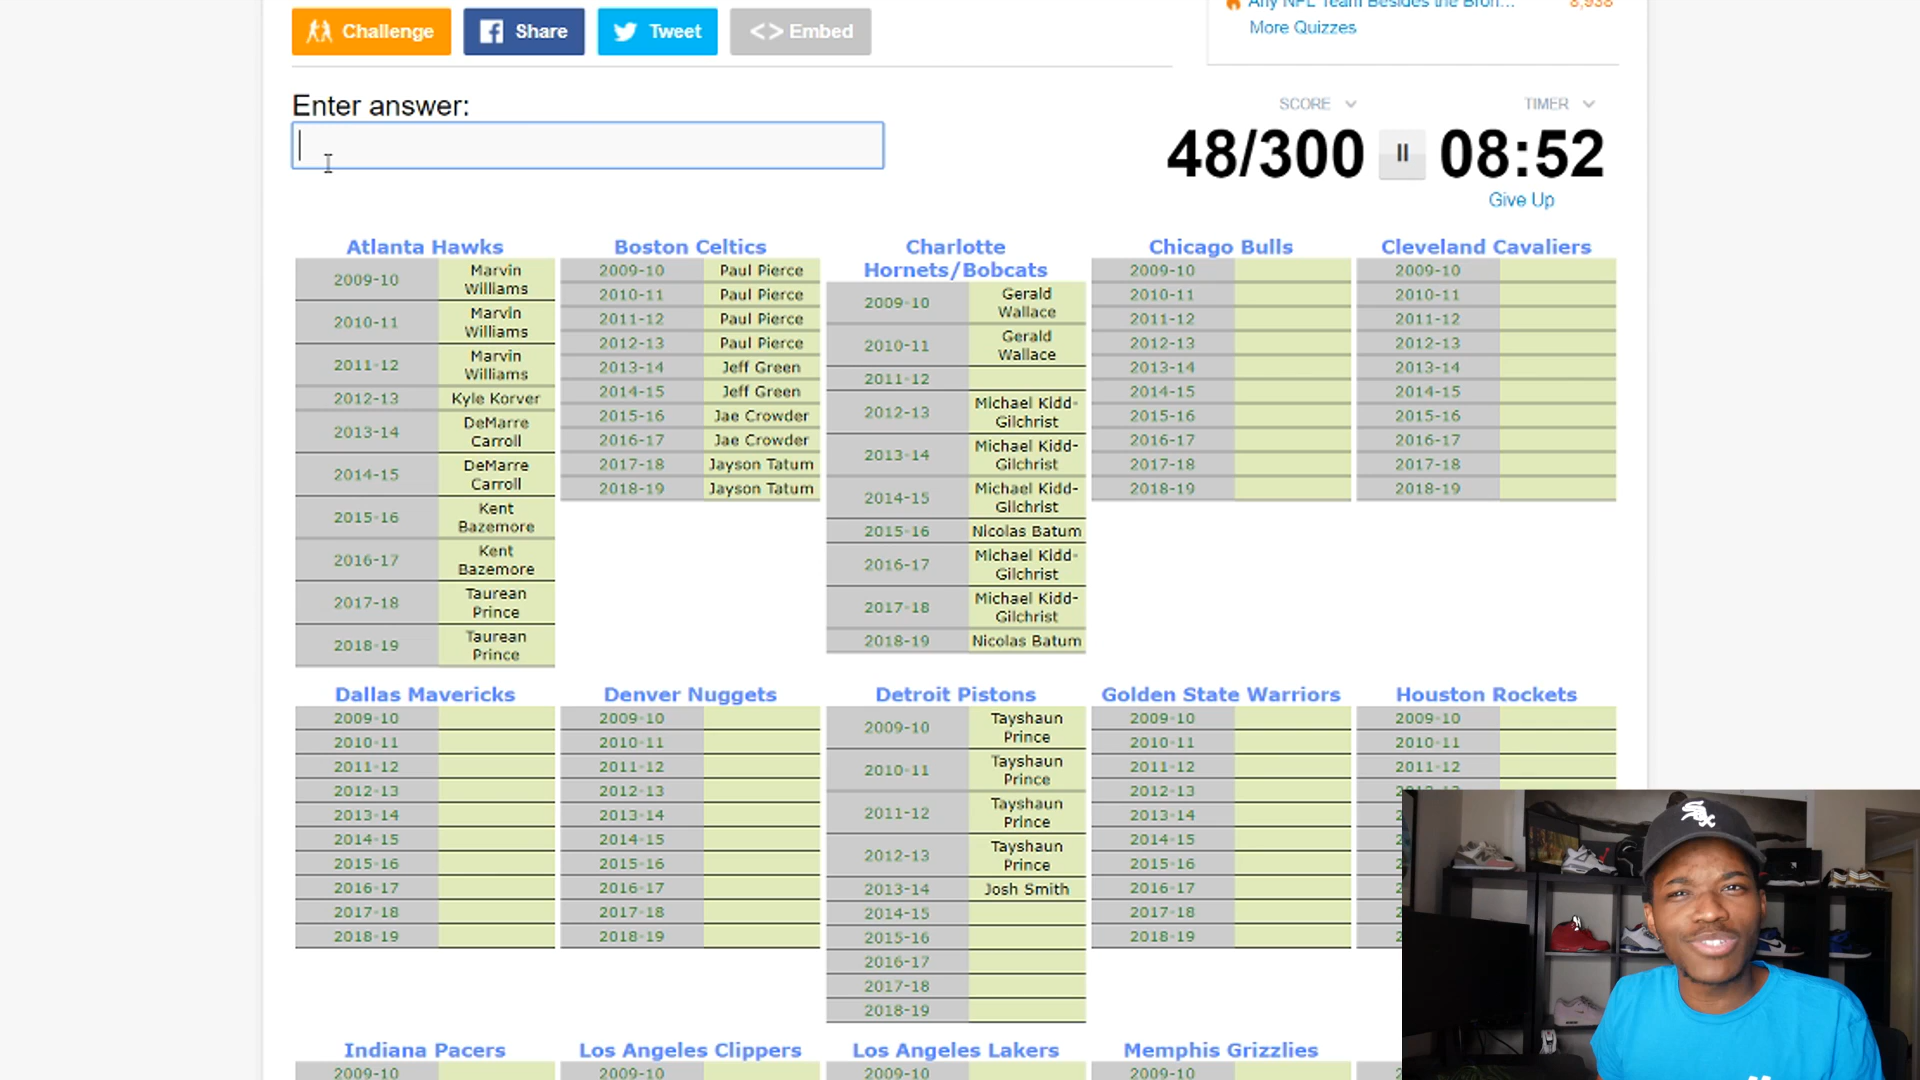 Challenge
Share
Tweet
<> Embed
Any NFL Team Besides the Bron...
8,938
More Quizzes
Enter answer:
SCORE
TIMER
48/300
08:52
Give Up
Atlanta Hawks
2009-10 Marvin Williams
2010-11 Marvin Williams
2011-12 Marvin Williams
2012-13 Kyle Korver
2013-14 DeMarre Carroll
2014-15 DeMarre Carroll
2015-16 Kent Bazemore
2016-17 Kent Bazemore
2017-18 Taurean Prince
2018-19 Taurean Prince
Boston Celtics
2009-10 Paul Pierce
2010-11 Paul Pierce
2011-12 Paul Pierce
2012-13 Paul Pierce
2013-14 Jeff Green
2014-15 Jeff Green
2015-16 Jae Crowder
2016-17 Jae Crowder
2017-18 Jayson Tatum
2018-19 Jayson Tatum
Charlotte
Hornets/Bobcats
2009-10 Gerald Wallace
2010-11 Gerald Wallace
2011-12
2012-13 Michael Kidd-Gilchrist
2013-14 Michael Kidd-Gilchrist
2014-15 Michael Kidd-Gilchrist
2015-16 Nicolas Batum
2016-17 Michael Kidd-Gilchrist
2017-18 Michael Kidd-Gilchrist
2018-19 Nicolas Batum
Chicago Bulls
2009-10
2010-11
2011-12
2012-13
2013-14
2014-15
2015-16
2016-17
2017-18
2018-19
Cleveland Cavaliers
2009-10
2010-11
2011-12
2012-13
2013-14
2014-15
2015-16
2016-17
2017-18
2018-19
Dallas Mavericks
2009-10
2010-11
2011-12
2012-13
2013-14
2014-15
2015-16
2016-17
2017-18
2018-19
Denver Nuggets
2009-10
2010-11
2011-12
2012-13
2013-14
2014-15
2015-16
2016-17
2017-18
2018-19
Detroit Pistons
2009-10 Tayshaun Prince
2010-11 Tayshaun Prince
2011-12 Tayshaun Prince
2012-13 Tayshaun Prince
2013-14 Josh Smith
2014-15
2015-16
2016-17
2017-18
2018-19
Golden State Warriors
2009-10
2010-11
2011-12
2012-13
2013-14
2014-15
2015-16
2016-17
2017-18
2018-19
Houston Rockets
2009-10
2010-11
2011-12
Indiana Pacers
2009-10
Los Angeles Clippers
2009-10
Los Angeles Lakers
2009-10
Memphis Grizzlies
2009-10
Sox